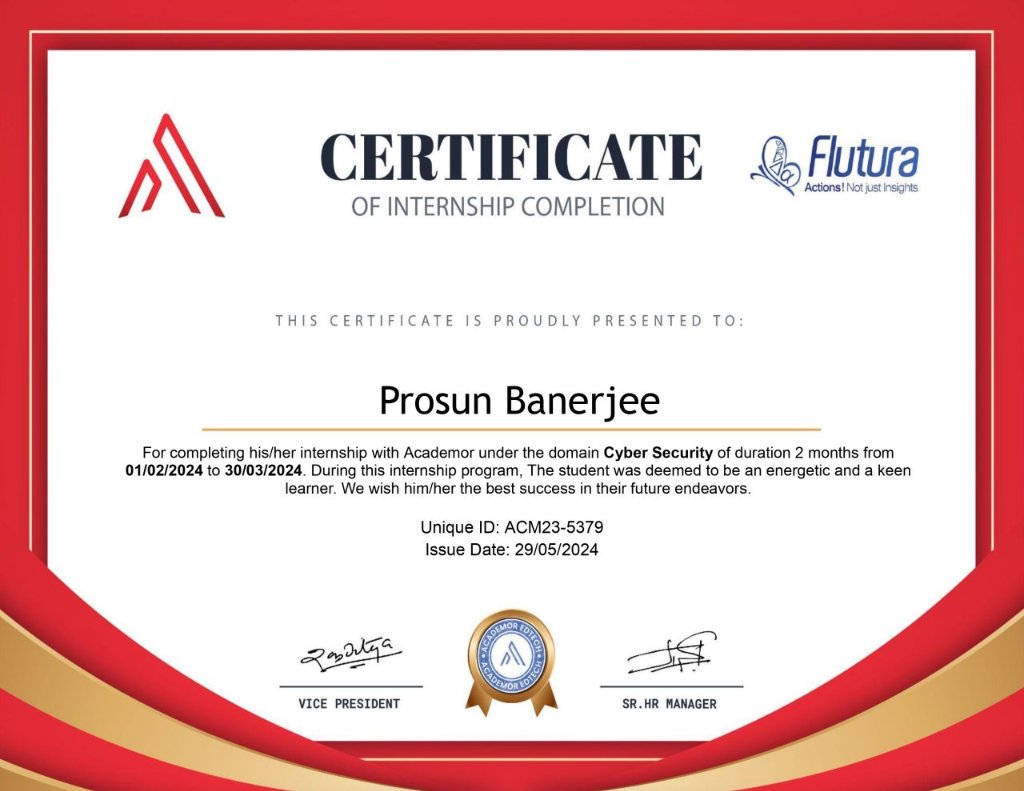 CERTIFICATE
OF INTERNSHIP COMPLETION
Flutura
Actions! Not just Insights
THIS CERTIFICATE IS PROUDLY PRESENTED TO:
Prosun Banerjee
For completing his/her internship with Academor under the domain Cyber Security of duration 2 months from
01/02/2024 to 30/03/2024. During this internship program, The student was deemed to be an energetic and a keen
learner. We wish him/her the best success in their future endeavors.
Unique ID: ACM23-5379
Issue Date: 29/05/2024
ACADEMOR EDTECH
ACADEMOR EDTECH
VICE PRESIDENT
SR.HR MANAGER